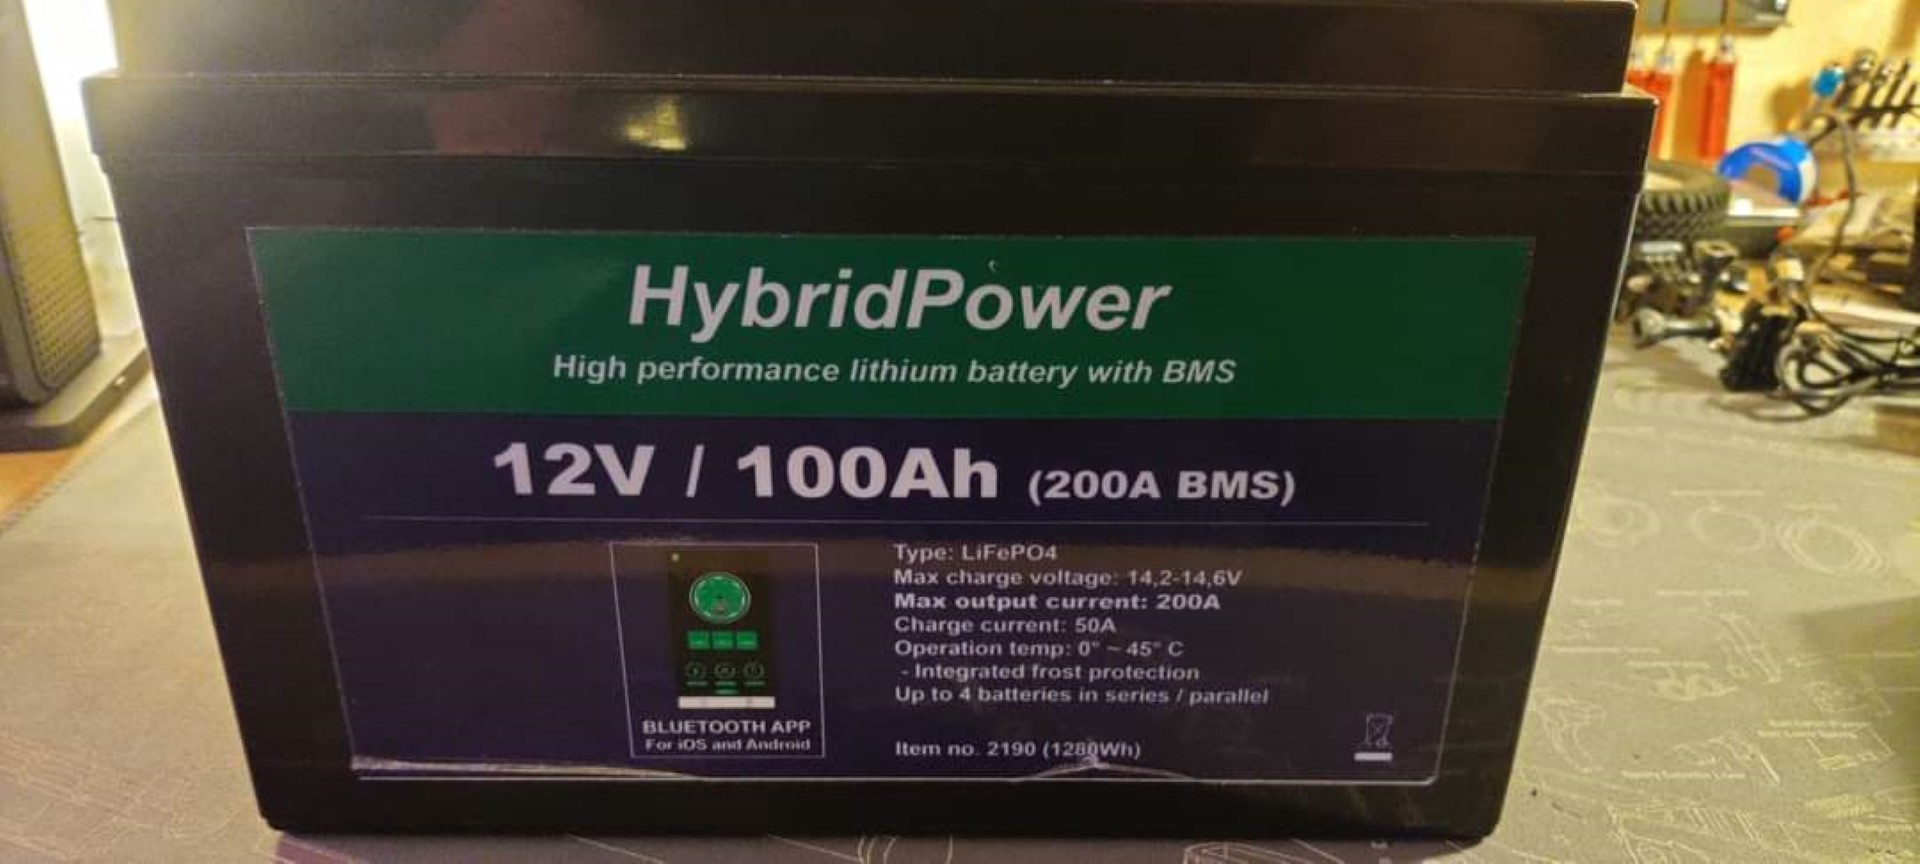 HybridPower
High performance lithium battery with BMS
12V / 100Ah (200A BMS)
Type: LiFePO4
Max charge voltage: 14,2-14,6V
Max output current: 200A
Charge current: 50A
Operation temp: 0° ~ 45° C
- Integrated frost protection
Up to 4 batteries in series / parallel
BLUETOOTH APP
For iOS and Android
Item no. 2190 (1280Wh)